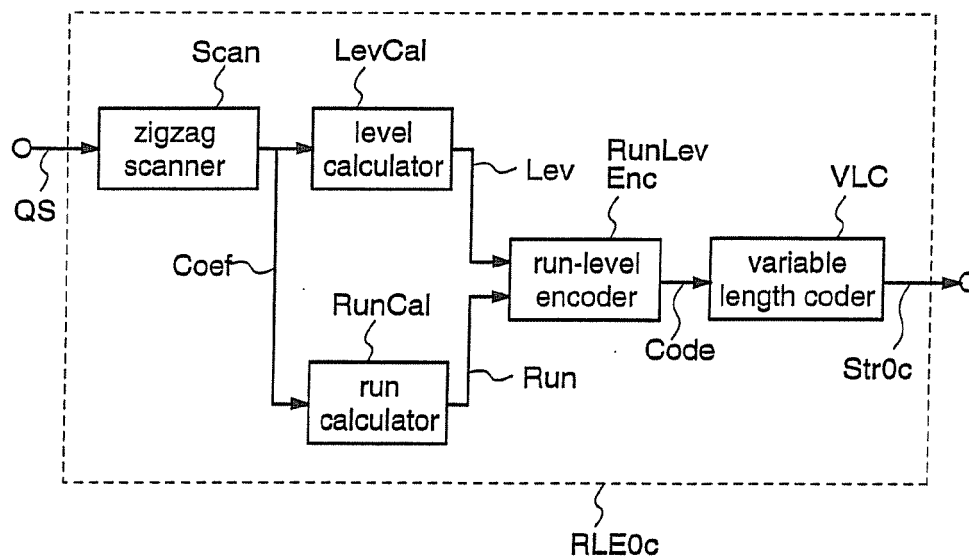 Scan
LevCal
zigzag
scanner
level
calculator
QS
Lev
RunLev
Enc
VLC
Coef
run-level
encoder
variable
length coder
RunCal
Code
Str0c
run
calculator
Run
RLE0c